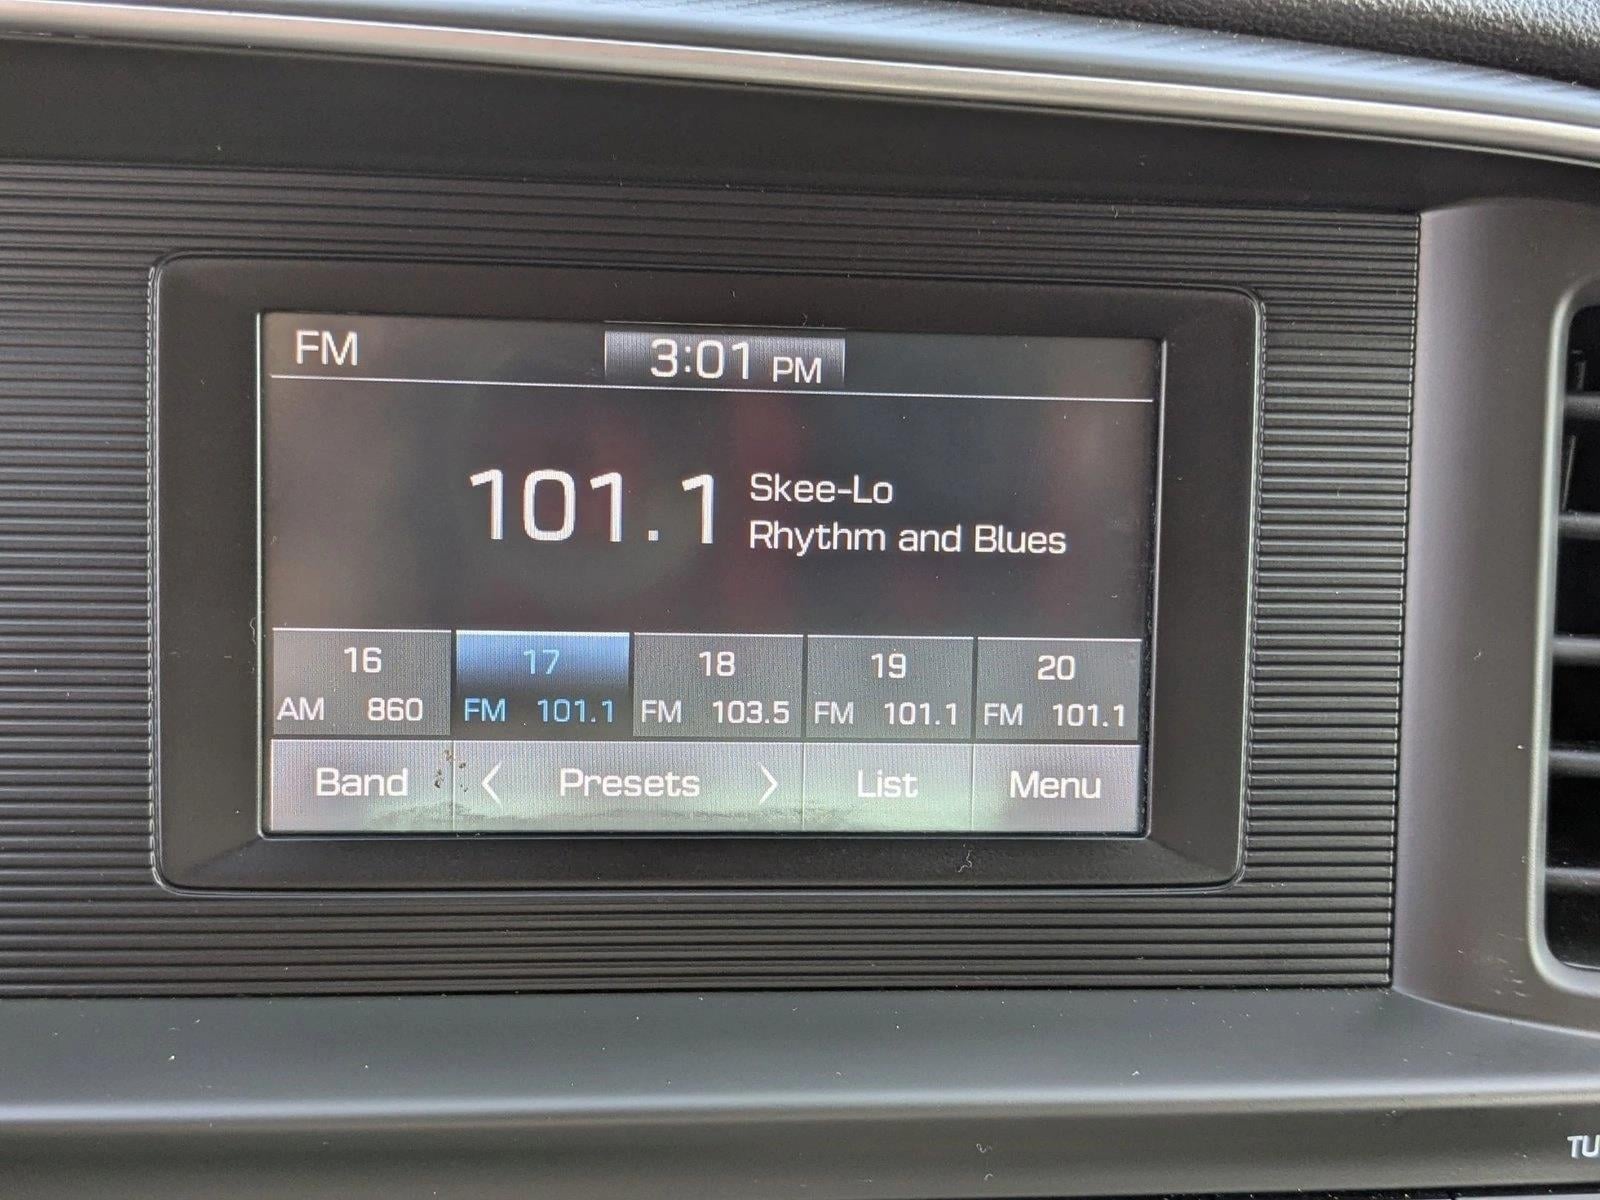 FM
3:01 PM
101.1
Skee-Lo
Rhythm and Blues
16 17 18 19 20
AM 860 FM 101.1 FM 103.5 FM 101.1 FM 101.1
Band < Presets > List Menu
TU